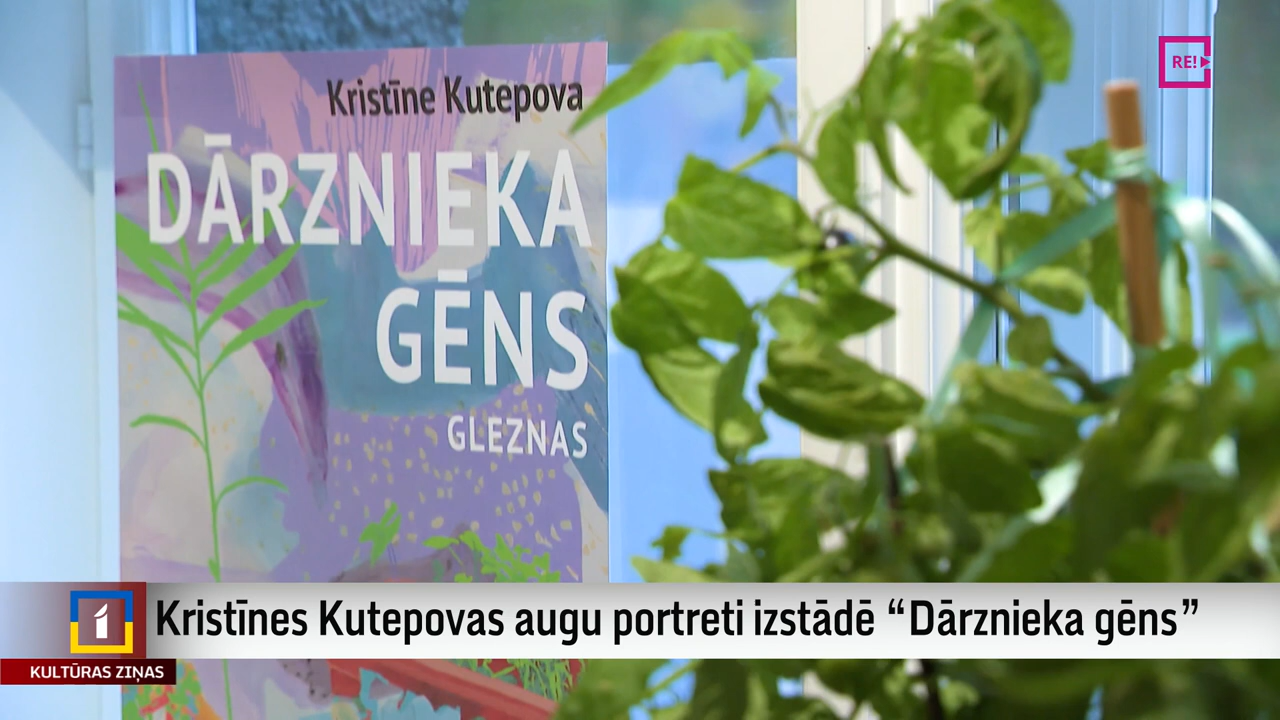 RE!
Kristīne Kutepova
DĀRZNIEKA
GĒNS
GLEZNAS
1
Kristīnes Kutepovas augu portreti izstādē “Dārznieka gēns”
KULTŪRAS ZIŅAS